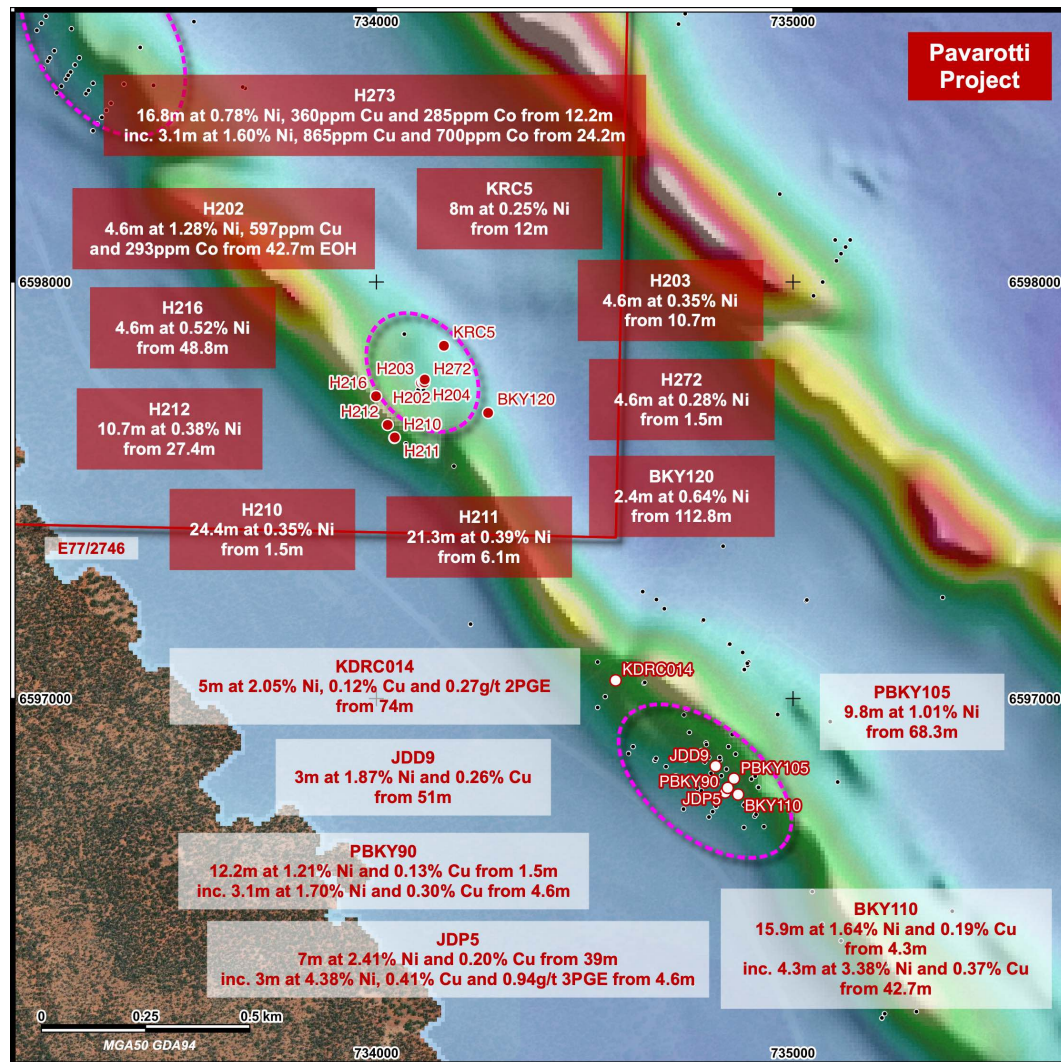 734000
735000
Pavarotti
Project
H273
16.8m at 0.78% Ni, 360ppm Cu and 285ppm Co from 12.2m
inc. 3.1m at 1.60% Ni, 865ppm Cu and 700ppm Co from 24.2m
KRC5
8m at 0.25% Ni
from 12m
H202
4.6m at 1.28% Ni, 597ppm Cu
and 293ppm Co from 42.7m EOH
6598000
6598000
H203
4.6m at 0.35% Ni
from 10.7m
H216
4.6m at 0.52% Ni
from 48.8m
KRC5
H203
H272
H216
H202
H204
BKY120
H212
H210
H211
H272
4.6m at 0.28% Ni
from 1.5m
H212
10.7m at 0.38% Ni
from 27.4m
BKY120
2.4m at 0.64% Ni
from 112.8m
H210
24.4m at 0.35% Ni
from 1.5m
H211
21.3m at 0.39% Ni
from 6.1m
E77/2746
KDRC014
5m at 2.05% Ni, 0.12% Cu and 0.27g/t 2PGE
from 74m
KDRC014
6597000
6597000
PBKY105
9.8m at 1.01% Ni
from 68.3m
JDD9
3m at 1.87% Ni and 0.26% Cu
from 51m
JDD9
PBKY105
PBKY90
JDP5
BKY110
PBKY90
12.2m at 1.21% Ni and 0.13% Cu from 1.5m
inc. 3.1m at 1.70% Ni and 0.30% Cu from 4.6m
BKY110
15.9m at 1.64% Ni and 0.19% Cu
from 4.3m
inc. 4.3m at 3.38% Ni and 0.37% Cu
from 42.7m
JDP5
7m at 2.41% Ni and 0.20% Cu from 39m
inc. 3m at 4.38% Ni, 0.41% Cu and 0.94g/t 3PGE from 4.6m
0 0.25 0.5 km
MGA50 GDA94
734000
735000